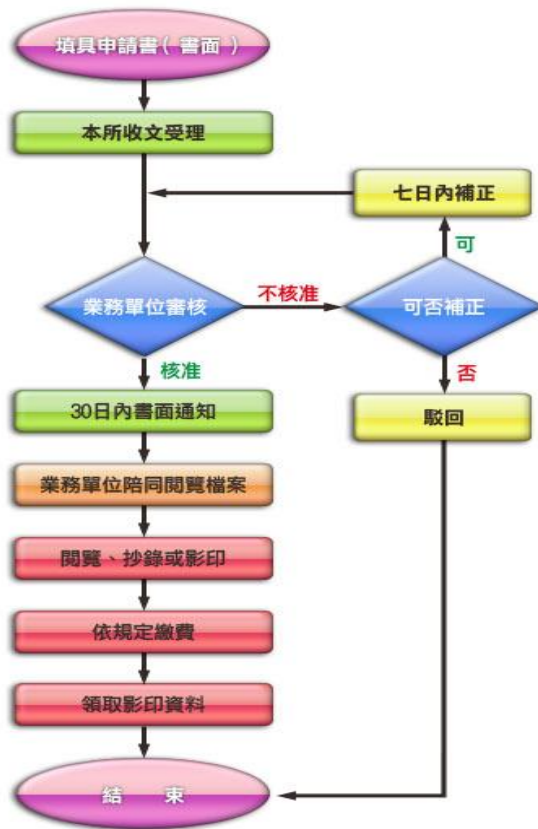 填具申請書( 書面 )
本所收文受理
七日內補正
可
業務單位審核
不核准
可否補正
核准
否
30日內書面通知
駁回
業務單位陪同閱覽檔案
閱覽、抄錄或影印
依規定繳費
領取影印資料
結 束